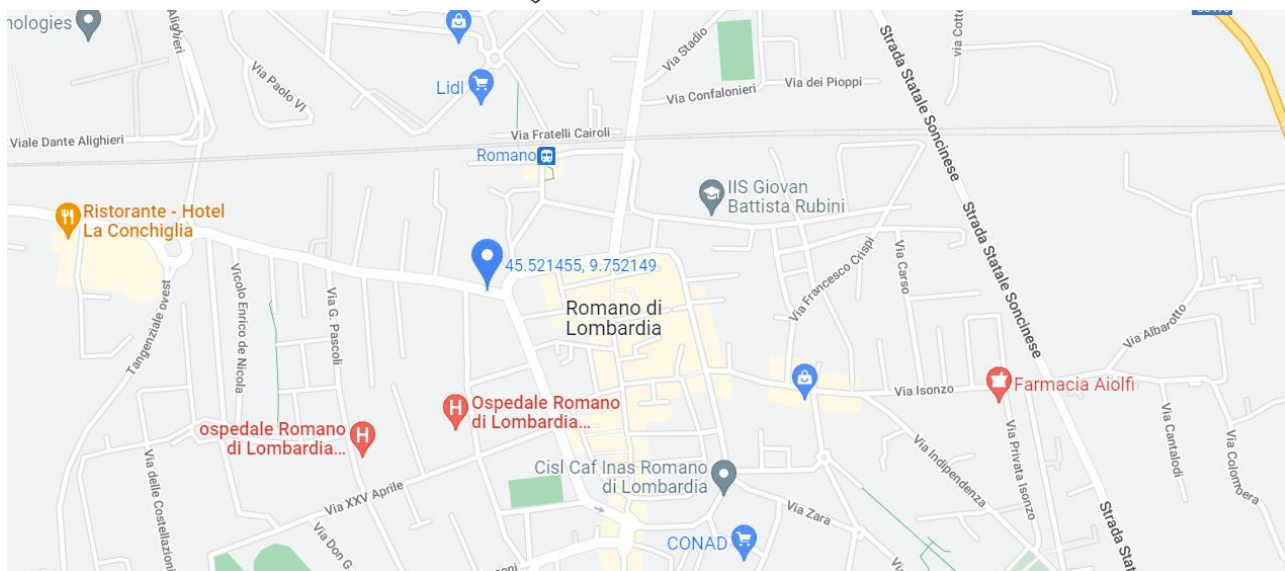 nologies
Alighieri
Via Paolo VI
Lidl
Via Stadio
Via Confalonieri
Via dei Pioppi
via Cotte
Strada Statale Soncinese
Viale Dante Alighieri
Via Fratelli Cairoli
Romano
IIS Giovan
Battista Rubini
Ristorante - Hotel
La Conchiglia
Strada Statale Soncinese
45.521455, 9.752149
Via Francesco Crispi
Via Carso
Tangenziale ovest
Vicolo Enrico de Nicola
Via G. Pascoli
Romano di
Lombardia
Via Albarotto
Via Isonzo
Farmacia Aiolfi
Ospedale Romano
di Lombardia...
ospedale Romano
di Lombardia...
Via delle Costellazioni
Via XXV Aprile
Cisl Caf Inas Romano
di Lombardia
Via Indipendenza
Via Privata Isonzo
Via Cantalodi
Via Colombera
Via Zara
CONAD
Via Don G
Strada Stat